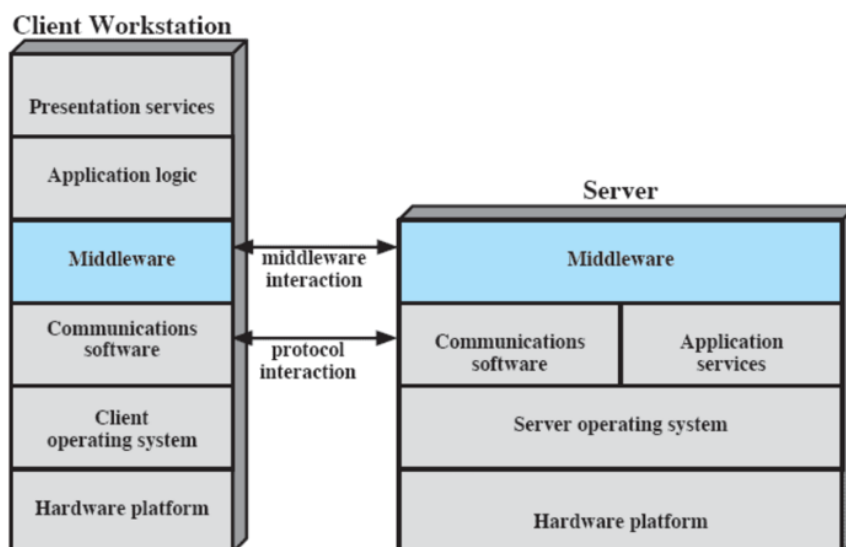 Client Workstation
Presentation services
Application logic
Middleware
Communications
software
Client
operating system
Hardware platform
middleware
interaction
protocol
interaction
Server
Middleware
Communications
software
Application
services
Server operating system
Hardware platform